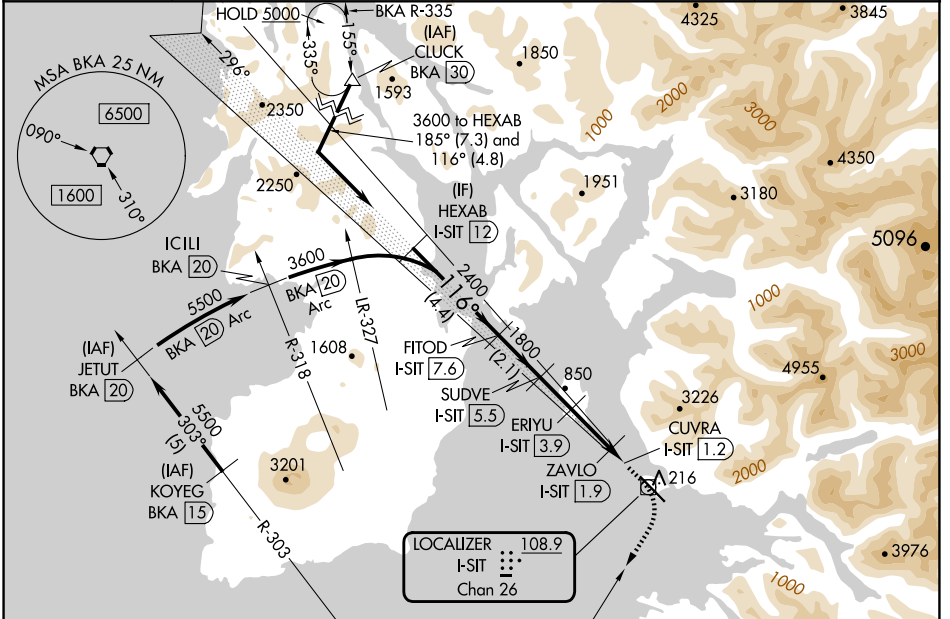 HOLD 5000
BKA R-335
335°
155°
(IAF)
CLUCK
BKA 30
4325
3845
1850
1593
296°
2350
2250
MSA BKA 25 NM
6500
090°
1600
310°
3600 to HEXAB
185° (7.3) and
116° (4.8)
1000
2000
3000
4350
1951
3180
5096
(IF)
HEXAB
I-SIT 12
ICILI
BKA 20
3600
BKA 20
Arc
5500
BKA 20 Arc
LR-327
R-318
2400
116°
(4.4)
1800
(2.1)
1000
3000
(IAF)
JETUT
BKA 20
1608
FITOD
I-SIT 7.6
SUDVE
I-SIT 5.5
850
4955
3226
ERIYU
I-SIT 3.9
CUVRA
I-SIT 1.2
2000
ZAVLO
I-SIT 1.9
216
5500
303°
(5)
(IAF)
KOYEG
BKA 15
3201
R-303
LOCALIZER 108.9
I-SIT
Chan 26
3976
1000